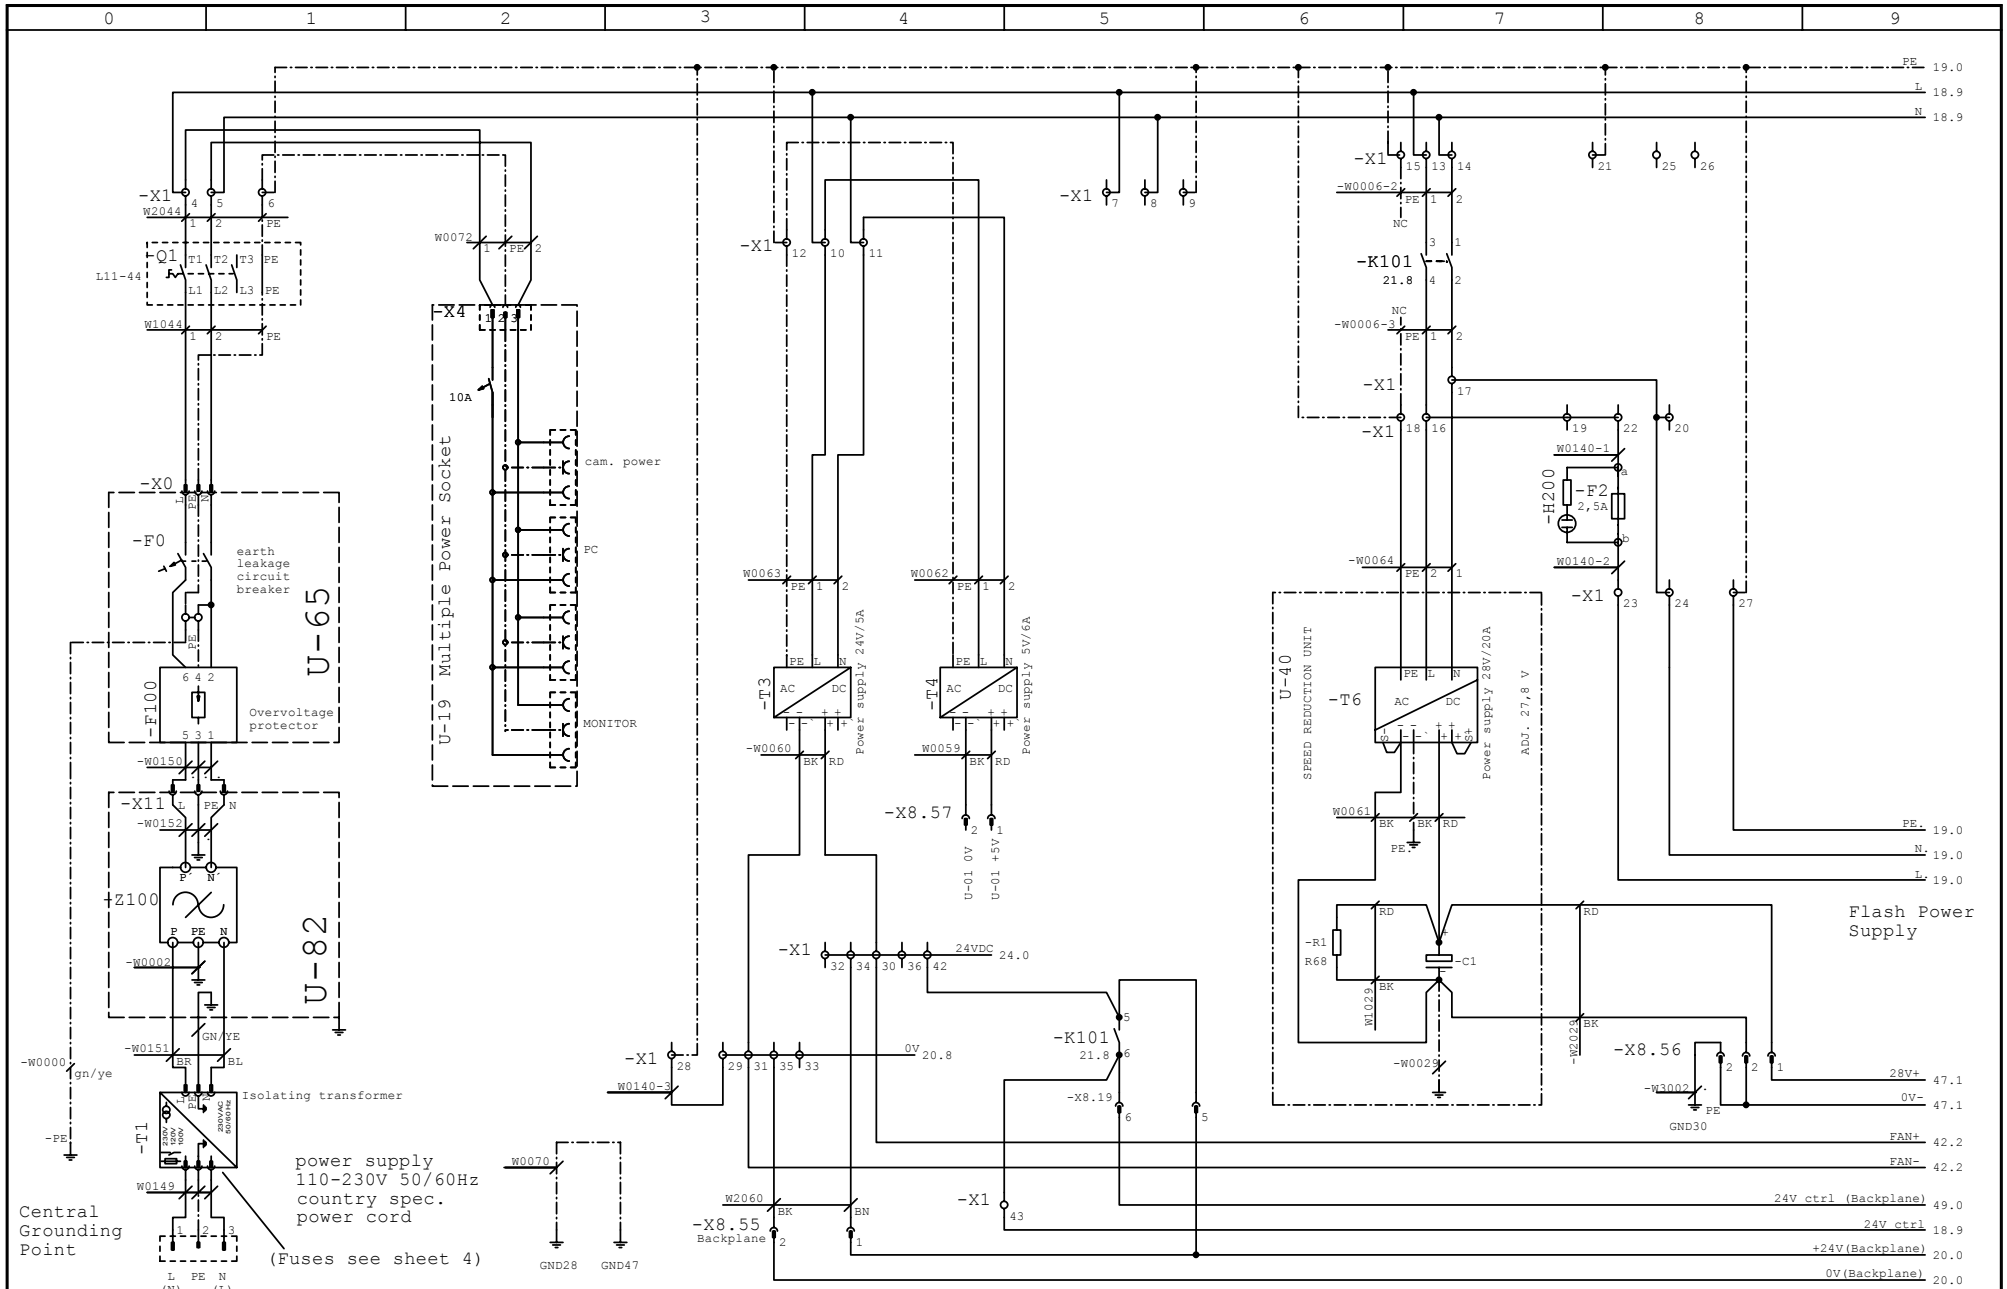 0 1 2 3 4 5 6 7 8 9
PE 19.0
L 18.9
N 18.9
-X1 4 5 6
W2044 1 2 PE
-Q1 T1 T2 T3 PE
L11-44
L1 L2 L3 PE
W1044 1 2 PE
-X0
L PE N
-F0
earth
leakage
circuit
breaker
U-65
PE
6 4 2
-F100
Overvoltage
protector
5 3 1
-W0150
-X11 L PE N
-W0152
P´ N´
-Z100
P PE N
U-82
-W0002
GN/YE
-W0151 BR BL
-W0000
gn/ye
L PE N
Isolating transformer
-T1
230V
120V
100V
230VAC
50/60Hz
-PE
W0149
1 2 3
L PE N
(N) (L)
Central
Grounding
Point
power supply
110-230V 50/60Hz
country spec.
power cord
(Fuses see sheet 4)
W0072 1 PE 2
-X4 1 2 3
10A
U-19 Multiple Power Socket
cam. power
PC
MONITOR
W0070
GND28 GND47
-X1 12 10 11
W0063 PE 1 2
W0062 PE 1 2
PE L N
-T3 AC DC
Power supply 24V/5A
- - + +
-W0060 BK RD
PE L N
-T4 AC DC
Power supply 5V/6A
- - + +
W0059 BK RD
-X8.57 2 1
U-01 0V
U-01 +5V
-X1 32 34 30 36 42
24VDC 24.0
-X1 28 29 31 35 33
0V 20.8
W0140-3
W2060 BK BN
-X8.55
Backplane 2 1
-X1 7 8 9
5
-K101
21.8 6
-X8.19 6 5
-X1 43
-X1 15 13 14
-W0006-2 PE 1 2
NC
3 1
-K101
21.8 4 2
NC
-W0006-3 PE 1 2
-X1 17
-X1 18 16 19 22 20
21 25 26
W0140-1
a
-H200
-F2
2,5A
b
W0140-2
-X1 23 24 27
-W0064 PE 2 1
U-40
SPEED REDUCTION UNIT
PE L N
-T6 AC DC
Power supply 28V/20A
ADJ. 27,8 V
S- - - + + S+
W0061 BK BK RD
PE.
RD RD
-R1
R68
+
-C1
-
BK
W1029
-W2029
BK
-W0029
-X8.56 2 2 1
-W3002
PE
GND30
PE. 19.0
N. 19.0
L. 19.0
Flash Power
Supply
28V+ 47.1
0V- 47.1
FAN+ 42.2
FAN- 42.2
24V ctrl (Backplane) 49.0
24V ctrl 18.9
+24V(Backplane) 20.0
0V(Backplane) 20.0